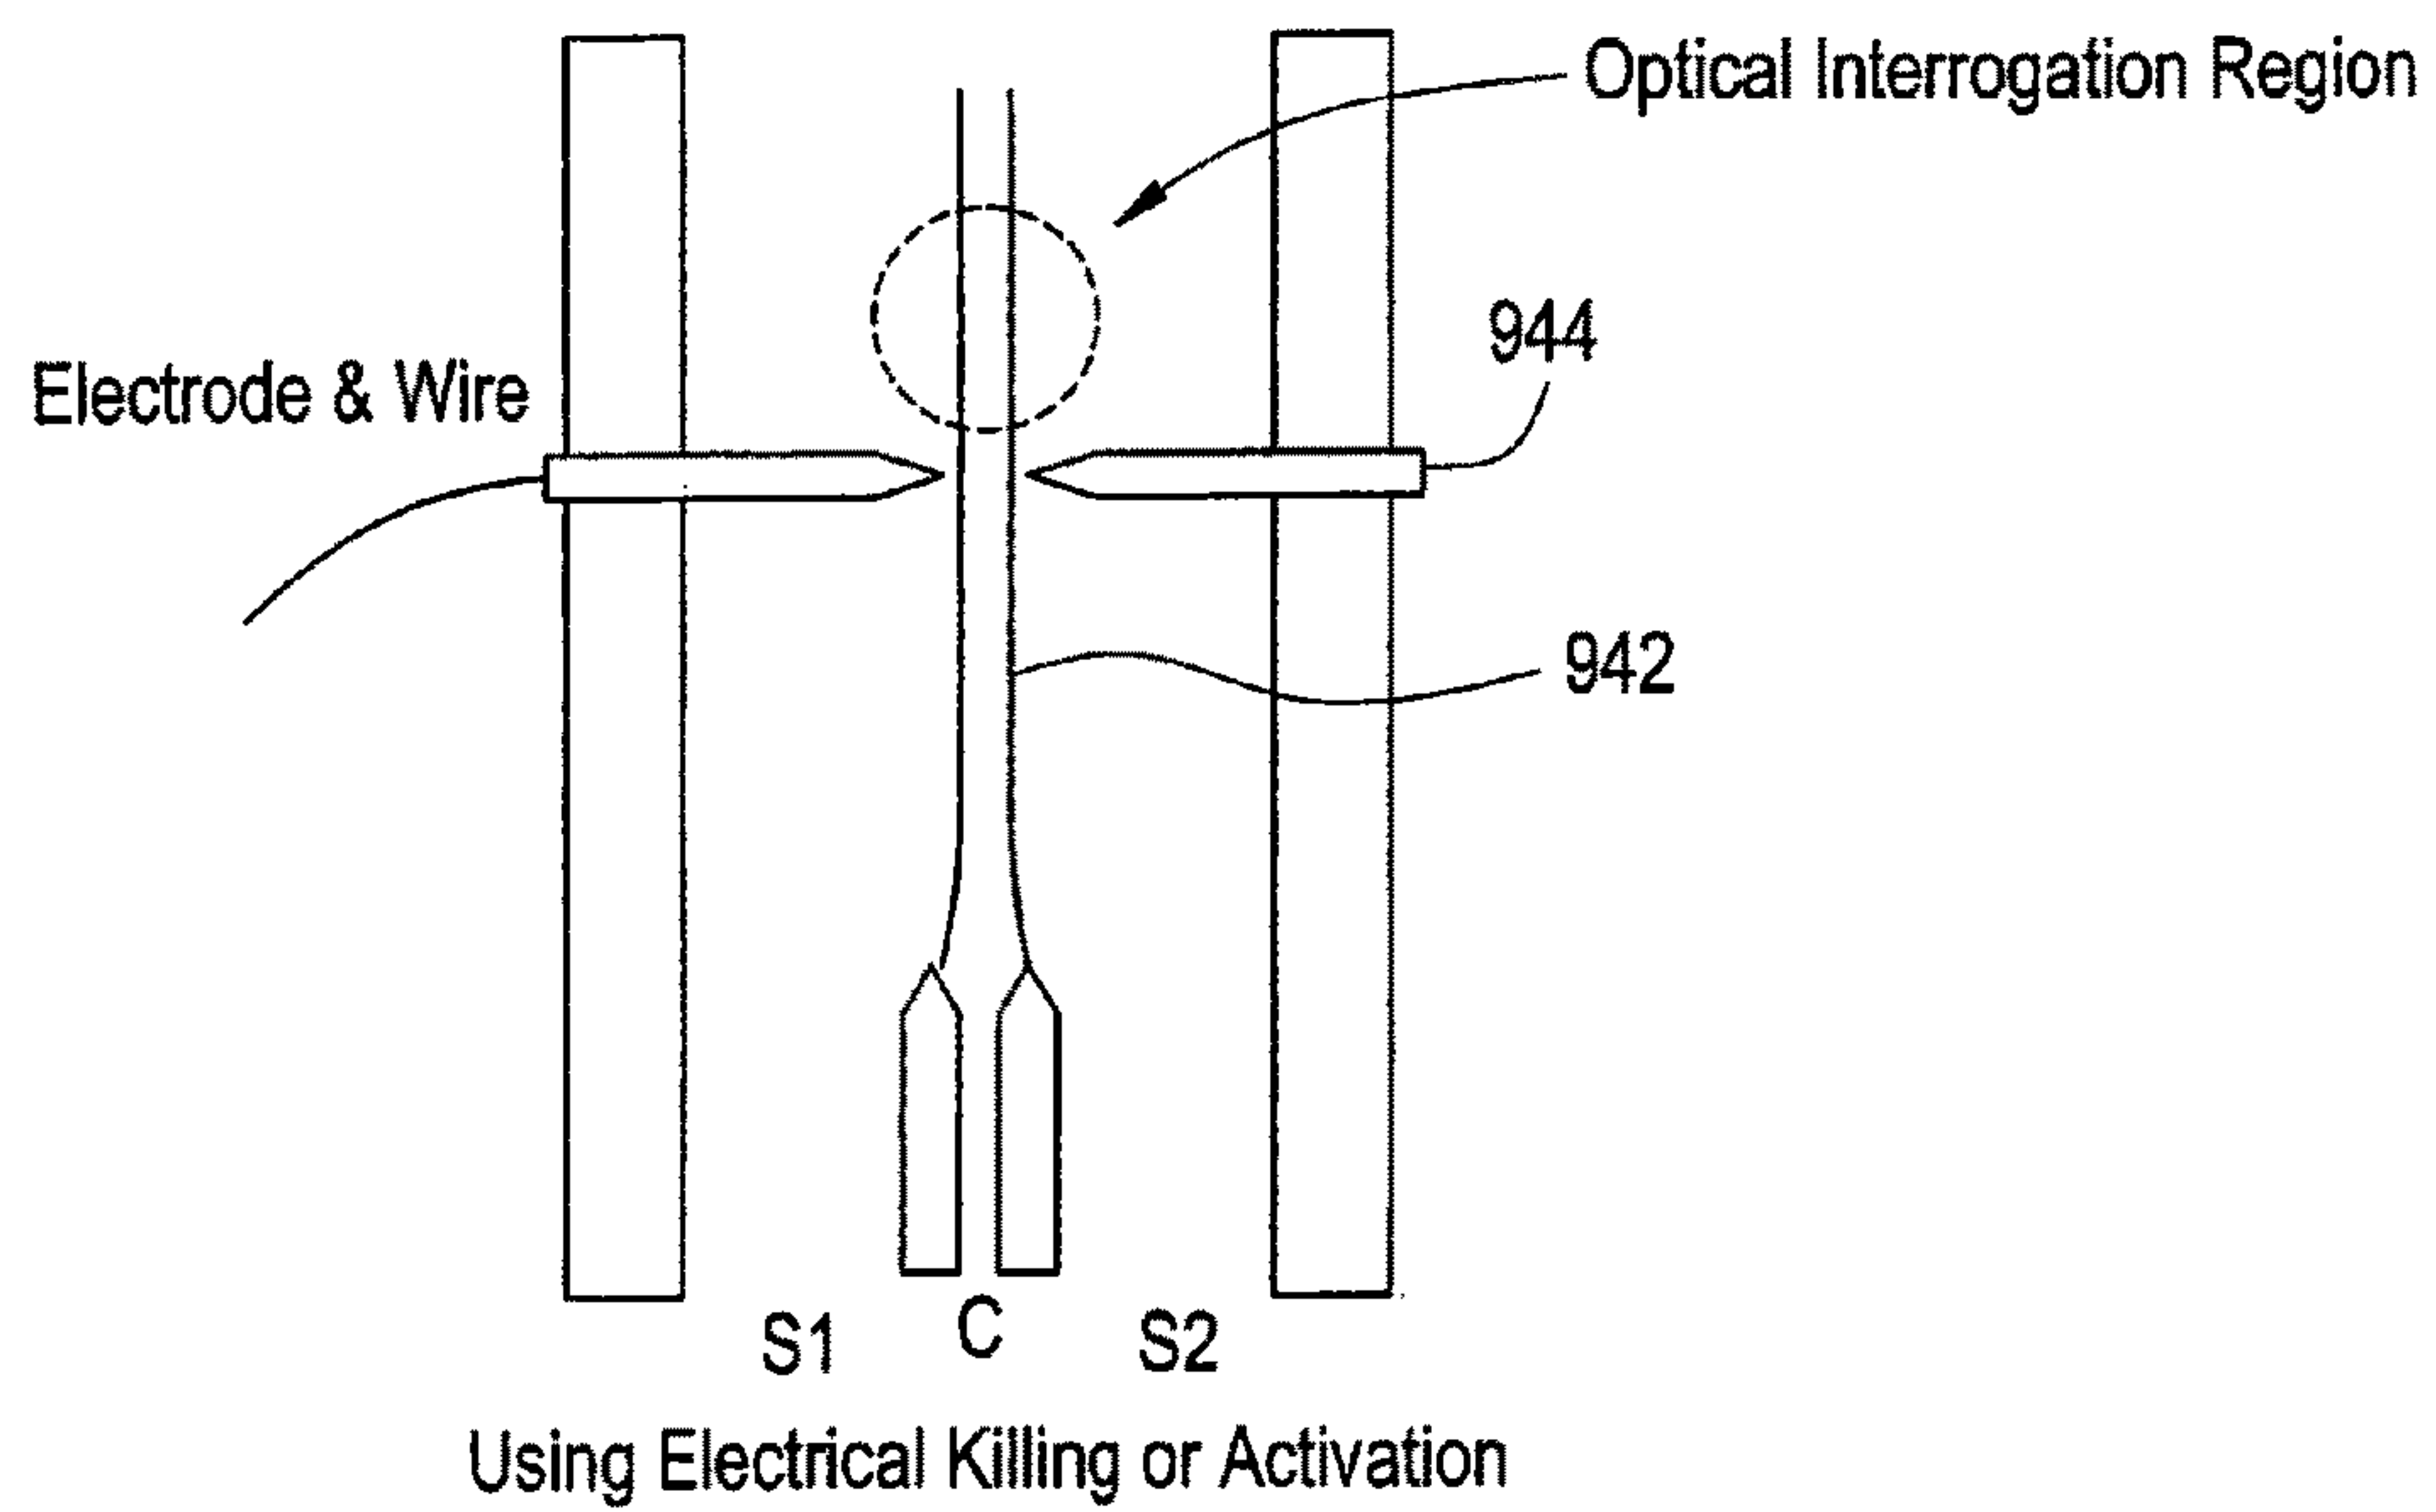 Optical Interrogation Region
944
Electrode & Wire
942
S1
C
S2
Using Electrical Killing or Activation